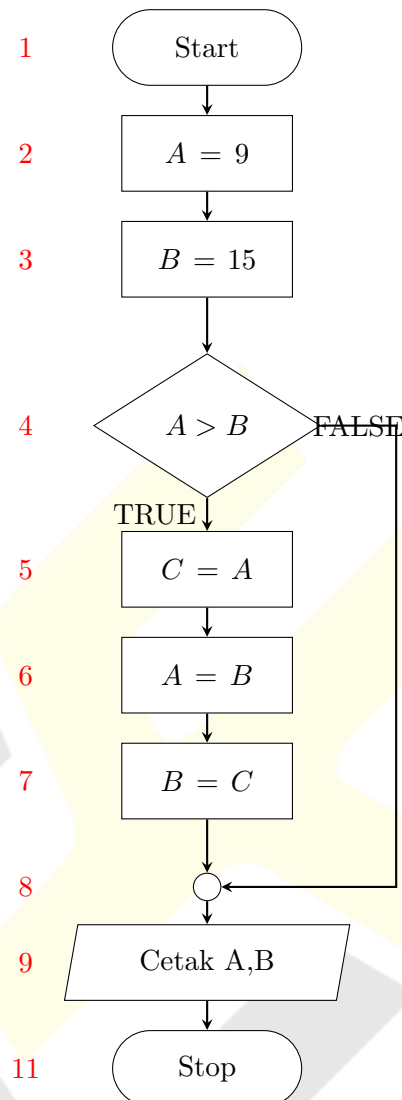 1 Start
2 A = 9
3 B = 15
4 A > B FALSE
TRUE
5 C = A
6 A = B
7 B = C
8
9 Cetak A,B
11 Stop